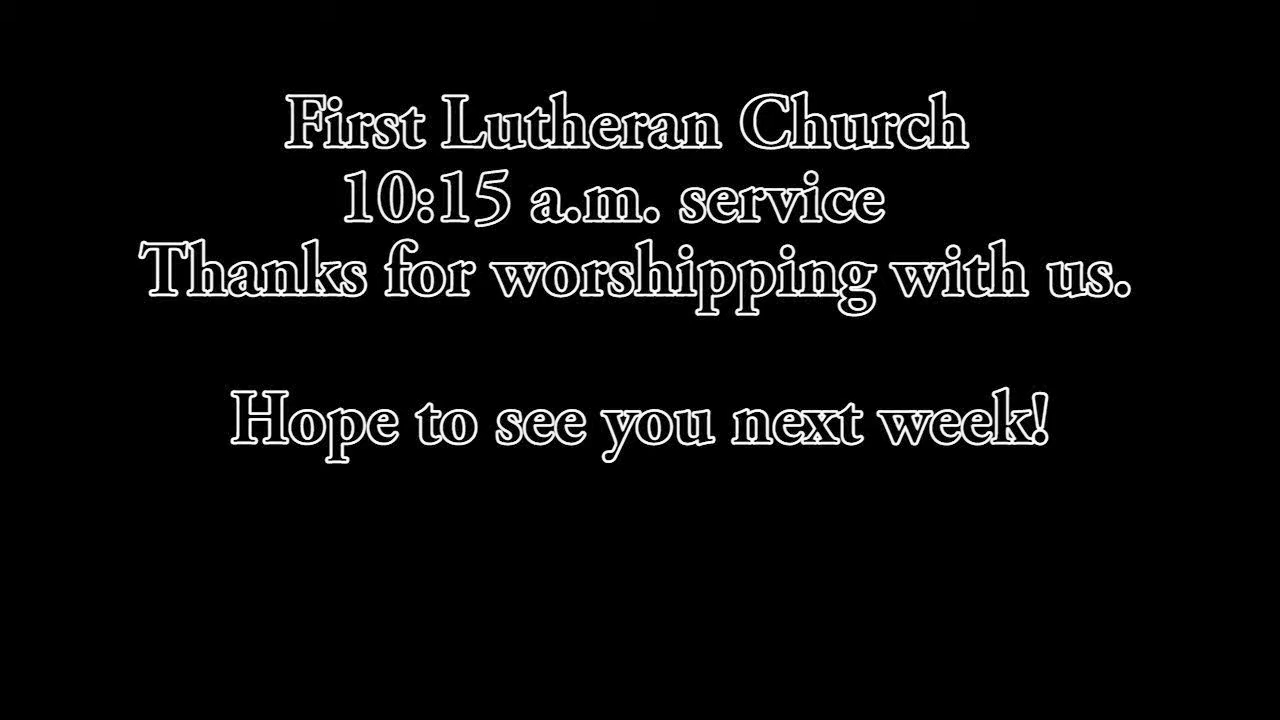 First Lutheran Church
10:15 a.m. service
Thanks for worshipping with us.
Hope to see you next week!